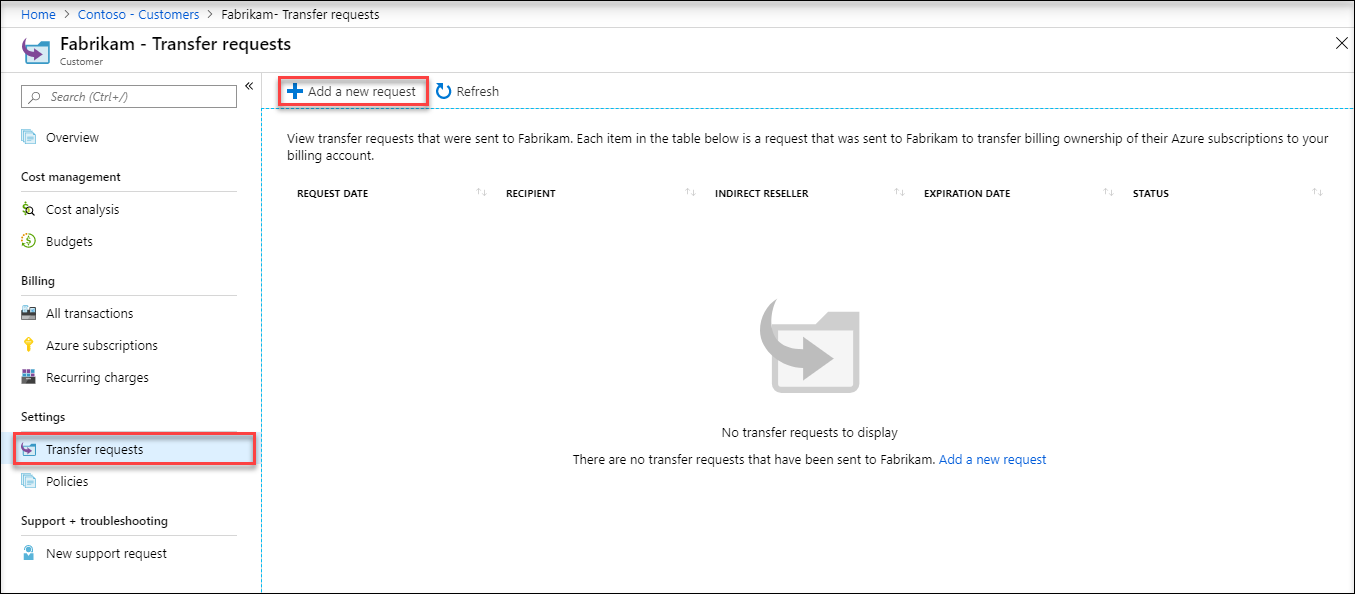 Home > Contoso - Customers > Fabrikam- Transfer requests
Fabrikam - Transfer requests
Customer
Search (Ctrl+/)
«
Overview
Cost management
Cost analysis
Budgets
Billing
All transactions
Azure subscriptions
Recurring charges
Settings
Transfer requests
Policies
Support + troubleshooting
New support request
Add a new request Refresh
View transfer requests that were sent to Fabrikam. Each item in the table below is a request that was sent to Fabrikam to transfer billing ownership of their Azure subscriptions to your
billing account.
REQUEST DATE ↑↓ RECIPIENT ↑↓ INDIRECT RESELLER ↑↓ EXPIRATION DATE ↑↓ STATUS ↑↓
No transfer requests to display
There are no transfer requests that have been sent to Fabrikam. Add a new request